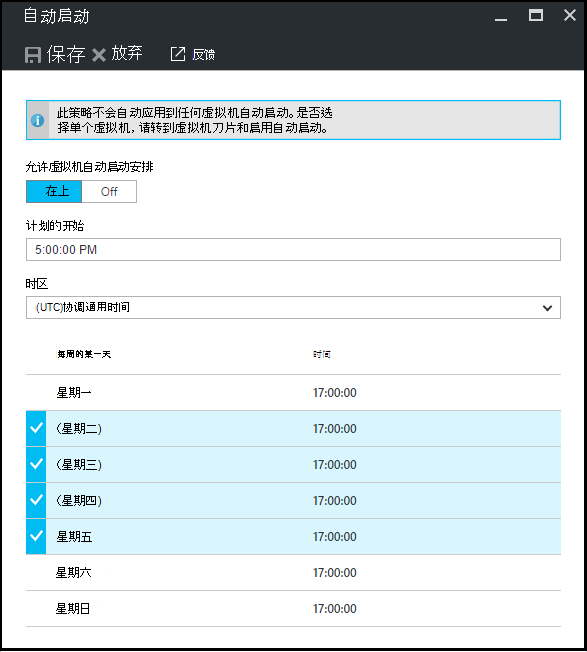 自动启动
保存 放弃 反馈
此策略不会自动应用到任何虚拟机自动启动。是否选
择单个虚拟机，请转到虚拟机刀片和启用自动启动。
允许虚拟机自动启动安排
在上 Off
计划的开始
5:00:00 PM
时区
(UTC)协调通用时间
每周的某一天 时间
星期一 17:00:00
（星期二） 17:00:00
（星期三） 17:00:00
（星期四） 17:00:00
星期五 17:00:00
星期六 17:00:00
星期日 17:00:00